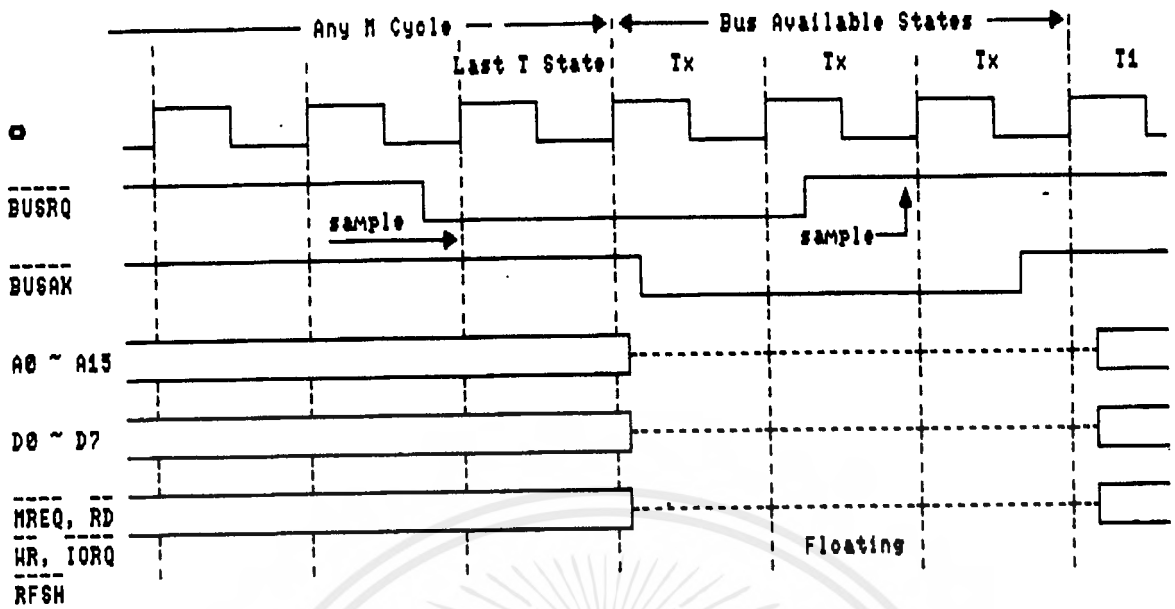 Any M Cycle Bus Available States
Last T State Tx Tx Tx T1
Φ
BUSRQ
sample sample
BUSAK
A0 ~ A15
D0 ~ D7
MREQ, RD
WR, IORQ Floating
RFSH